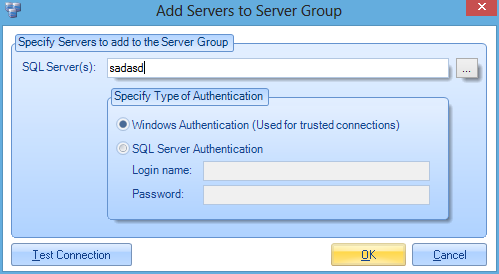 Add Servers to Server Group
Specify Servers to add to the Server Group
SQL Server(s): sadasd ...
Specify Type of Authentication
Windows Authentication (Used for trusted connections)
SQL Server Authentication
Login name:
Password:
Test Connection OK Cancel